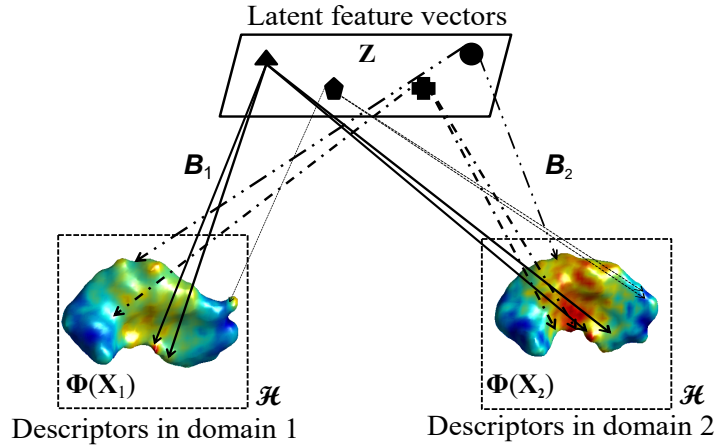 Latent feature vectors
Z
B₁
B₂
Φ(X₁)
ℋ
Φ(X₂)
ℋ
Descriptors in domain 1
Descriptors in domain 2